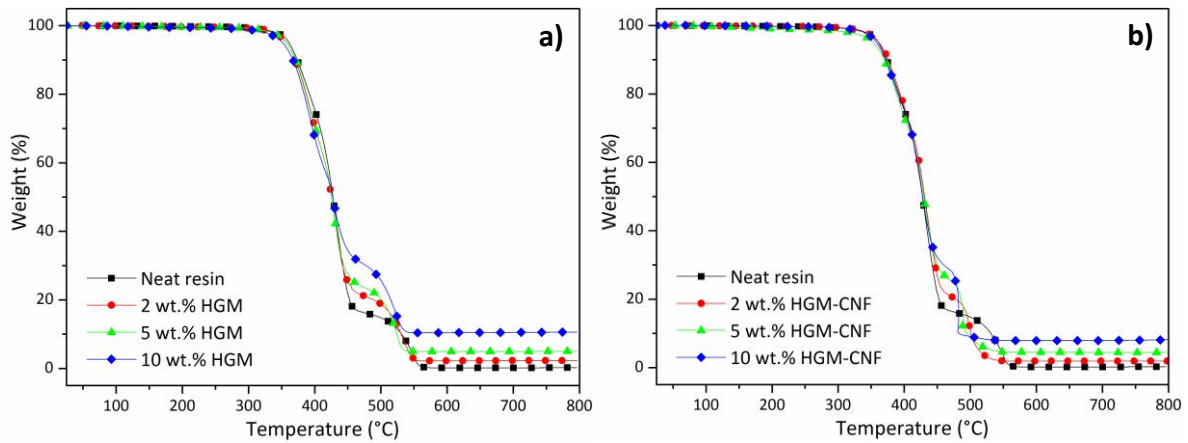 a)
100
80
60
40
20
0
Weight (%)
Neat resin
2 wt.% HGM
5 wt.% HGM
10 wt.% HGM
100 200 300 400 500 600 700 800
Temperature (°C)
b)
100
80
60
40
20
0
Weight (%)
Neat resin
2 wt.% HGM-CNF
5 wt.% HGM-CNF
10 wt.% HGM-CNF
100 200 300 400 500 600 700 800
Temperature (°C)